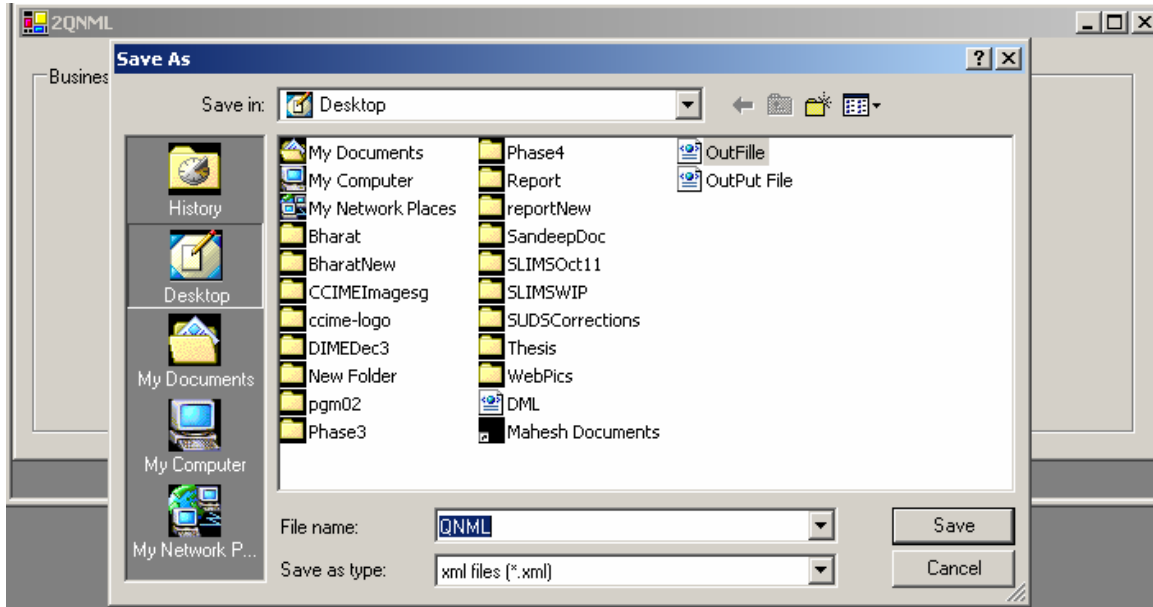 2QNML
Busines
Save As
Save in:
Desktop
History
Desktop
My Documents
My Computer
My Network P...
My Documents
My Computer
My Network Places
Bharat
BharatNew
CCIMEImagesg
ccime-logo
DIMEDec3
New Folder
pgm02
Phase3
Phase4
Report
reportNew
SandeepDoc
SLIMSOct11
SLIMSWIP
SUDSCorrections
Thesis
WebPics
DML
Mahesh Documents
OutFille
OutPut File
File name:
QNML
Save
Save as type:
xml files (*.xml)
Cancel